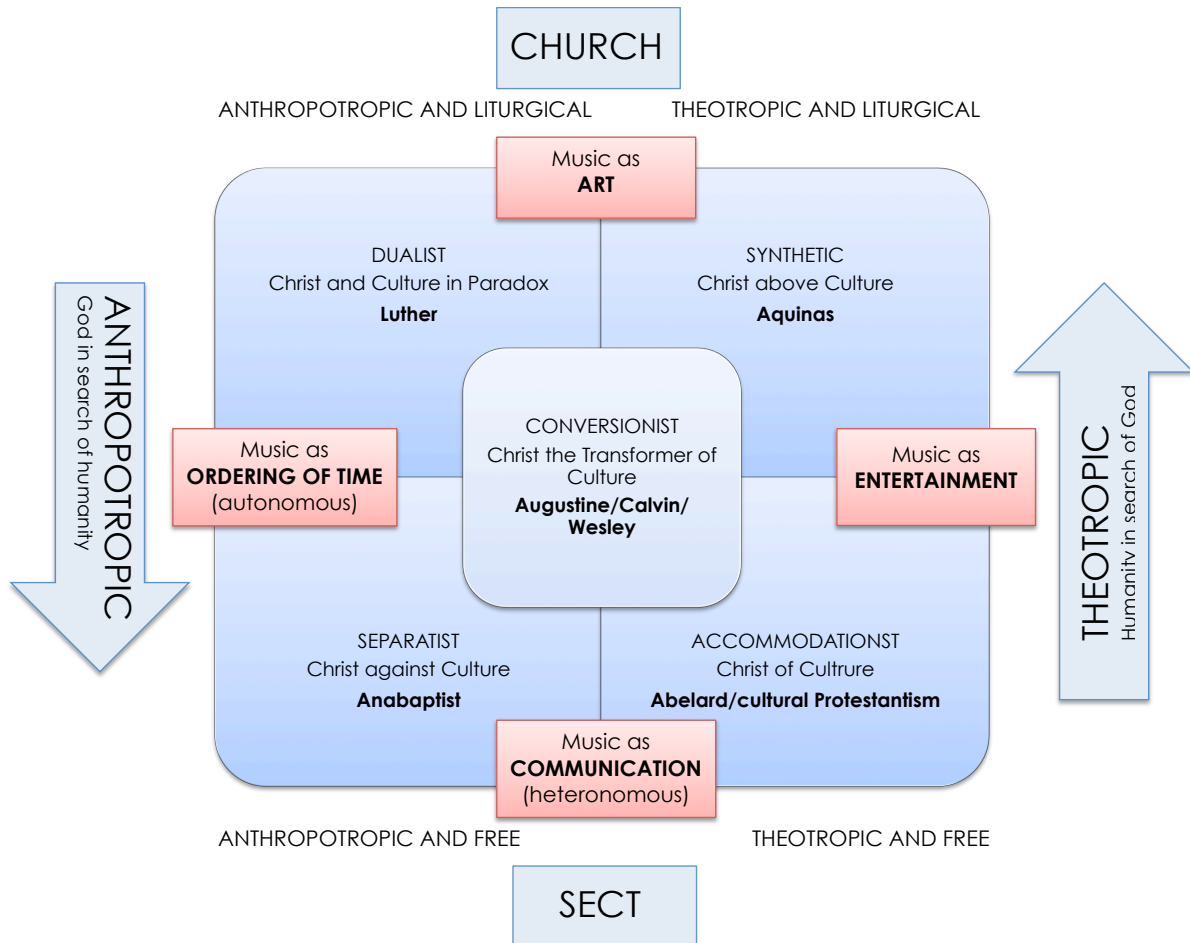 CHURCH
ANTHROPOTROPIC AND LITURGICAL
THEOTROPIC AND LITURGICAL
Music as
ART
DUALIST
Christ and Culture in Paradox
Luther
SYNTHETIC
Christ above Culture
Aquinas
ANTHROPOTROPIC
God in search of humanity
THEOTROPIC
Humanity in search of God
Music as
ORDERING OF TIME
(autonomous)
CONVERSIONIST
Christ the Transformer of
Culture
Augustine/Calvin/
Wesley
Music as
ENTERTAINMENT
SEPARATIST
Christ against Culture
Anabaptist
ACCOMMODATIONST
Christ of Cultrure
Abelard/cultural Protestantism
Music as
COMMUNICATION
(heteronomous)
ANTHROPOTROPIC AND FREE
THEOTROPIC AND FREE
SECT